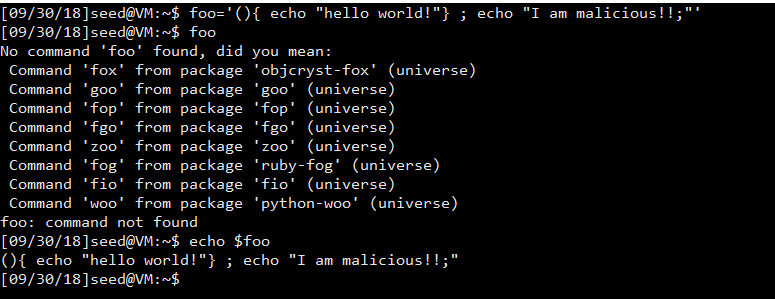 [09/30/18]seed@VM:~$ foo='(){ echo "hello world!"} ; echo "I am malicious!!;"'
[09/30/18]seed@VM:~$ foo
No command 'foo' found, did you mean:
 Command 'fox' from package 'objcryst-fox' (universe)
 Command 'goo' from package 'goo' (universe)
 Command 'fop' from package 'fop' (universe)
 Command 'fgo' from package 'fgo' (universe)
 Command 'zoo' from package 'zoo' (universe)
 Command 'fog' from package 'ruby-fog' (universe)
 Command 'fio' from package 'fio' (universe)
 Command 'woo' from package 'python-woo' (universe)
foo: command not found
[09/30/18]seed@VM:~$ echo $foo
(){ echo "hello world!"} ; echo "I am malicious!!;"
[09/30/18]seed@VM:~$